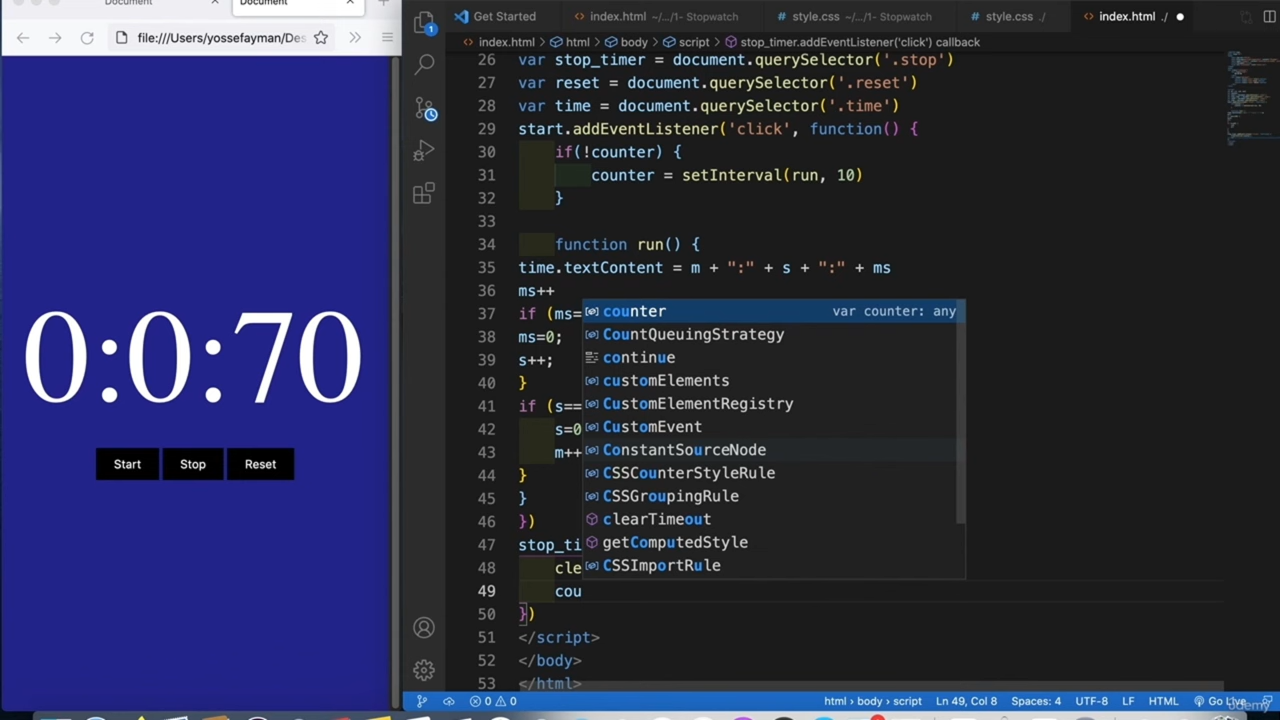 Document
Document
file:///Users/yossefayman/Des
0:0:70
Start Stop Reset
Get Started
index.html ~/.../1- Stopwatch
style.css ~/.../1- Stopwatch
style.css ./
index.html ./
index.html > html > body > script > stop_timer.addEventListener('click') callback
1
26 var stop_timer = document.querySelector('.stop')
27 var reset = document.querySelector('.reset')
28 var time = document.querySelector('.time')
29 start.addEventListener('click', function() {
30 if(!counter) {
31 counter = setInterval(run, 10)
32 }
33
34 function run() {
35 time.textContent = m + ":" + s + ":" + ms
36 ms++
37 if (ms=
38 ms=0;
39 s++;
40 }
41 if (s==
42 s=0
43 m++
44 }
45 }
46 })
47 stop_ti
48 cle
49 cou
50 })
51 </script>
52 </body>
53 </html>
counter var counter: any
CountQueuingStrategy
continue
customElements
CustomElementRegistry
CustomEvent
ConstantSourceNode
CSSCounterStyleRule
CSSGroupingRule
clearTimeout
getComputedStyle
CSSImportRule
0 0 html > body > script Ln 49, Col 8 Spaces: 4 UTF-8 LF HTML Go Live
udemy